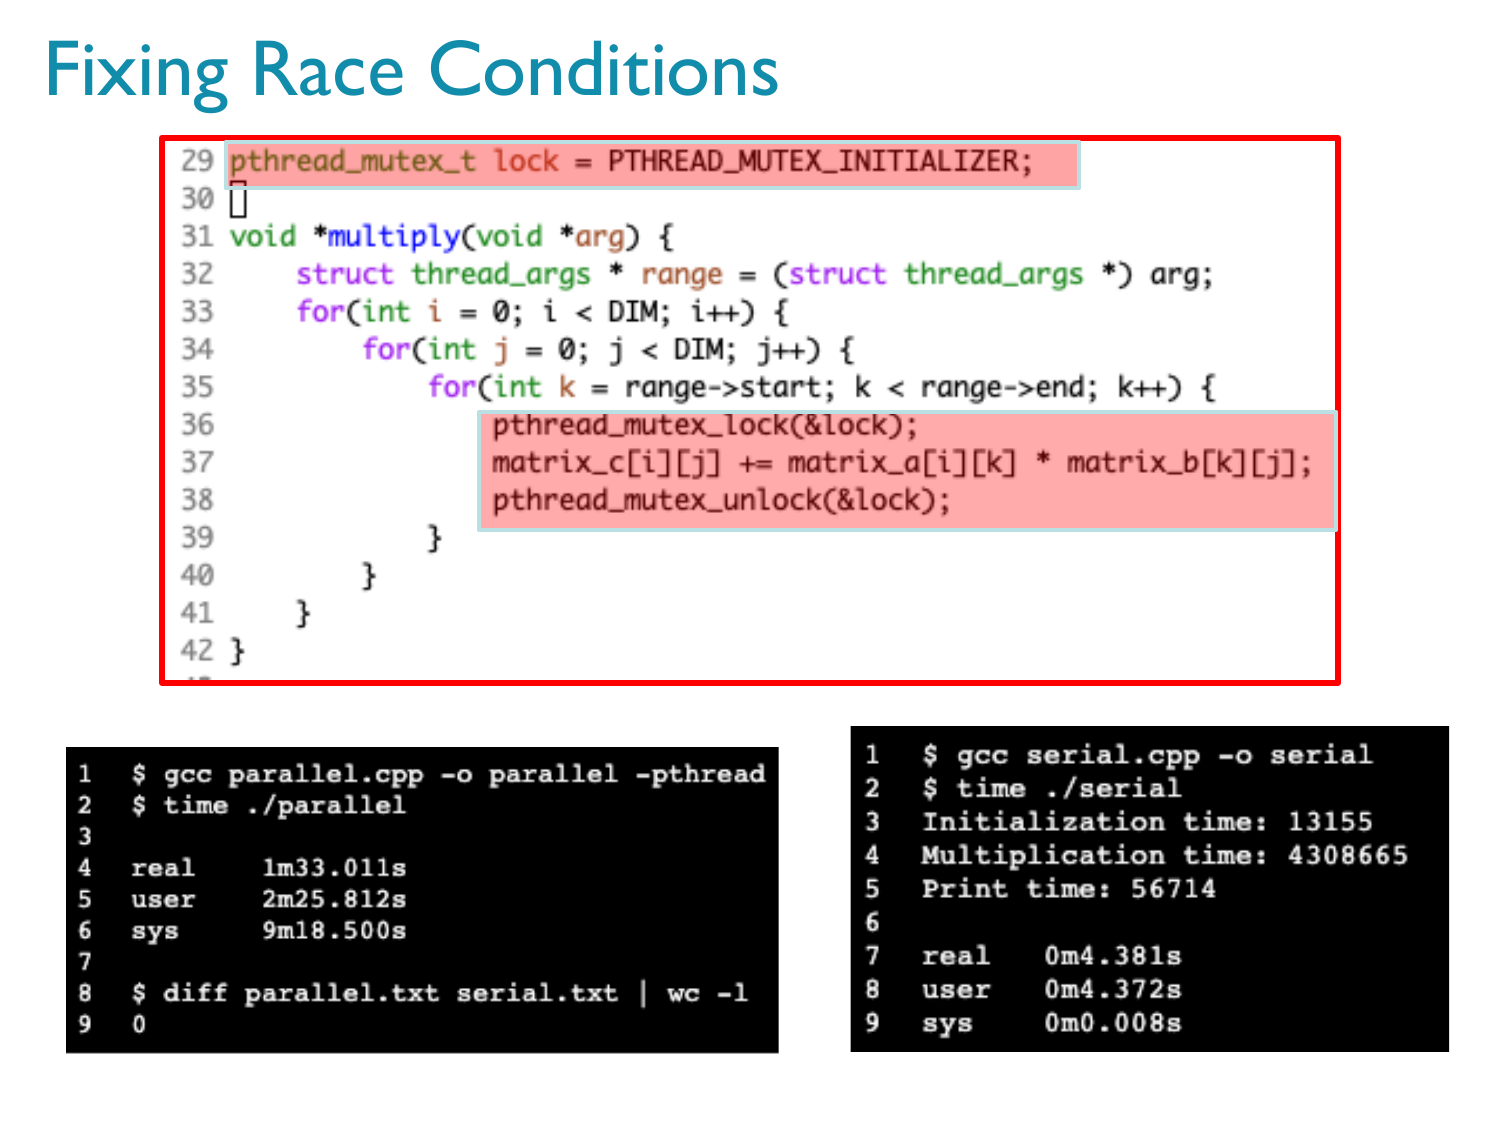 Fixing Race Conditions
29 pthread_mutex_t lock = PTHREAD_MUTEX_INITIALIZER;
30
31 void *multiply(void *arg) {
32     struct thread_args * range = (struct thread_args *) arg;
33     for(int i = 0; i < DIM; i++) {
34         for(int j = 0; j < DIM; j++) {
35             for(int k = range->start; k < range->end; k++) {
36                 pthread_mutex_lock(&lock);
37                 matrix_c[i][j] += matrix_a[i][k] * matrix_b[k][j];
38                 pthread_mutex_unlock(&lock);
39             }
40         }
41     }
42 }
1 $ gcc parallel.cpp -o parallel -pthread
2 $ time ./parallel
3
4 real 1m33.011s
5 user 2m25.812s
6 sys 9m18.500s
7
8 $ diff parallel.txt serial.txt | wc -l
9 0
1 $ gcc serial.cpp -o serial
2 $ time ./serial
3 Initialization time: 13155
4 Multiplication time: 4308665
5 Print time: 56714
6
7 real 0m4.381s
8 user 0m4.372s
9 sys 0m0.008s